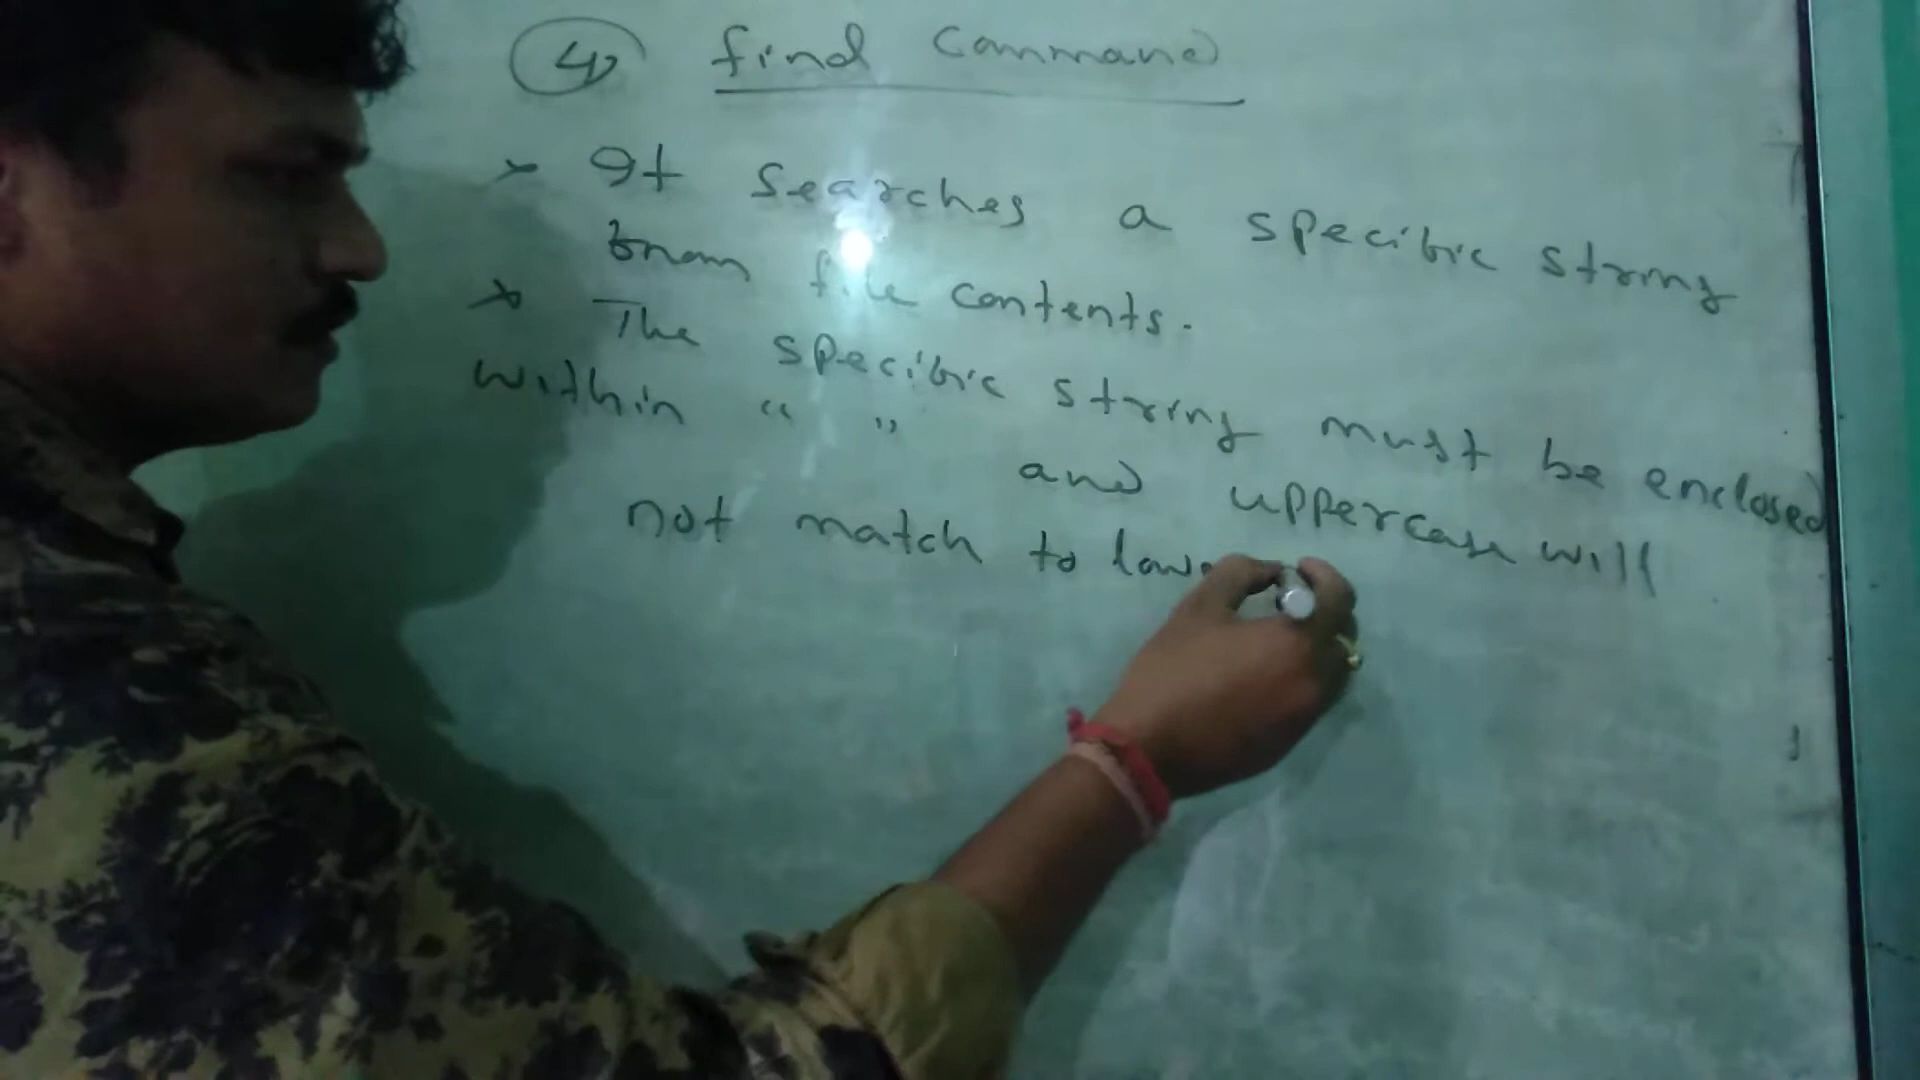 4 find Command
* It searches a specific string
from file contents.
* The specific string must be enclosed
within “ ” and uppercase will
not match to lowe